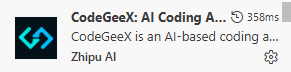 CodeGeeX: AI Coding A... 358ms
CodeGeeX is an AI-based coding a...
Zhipu AI